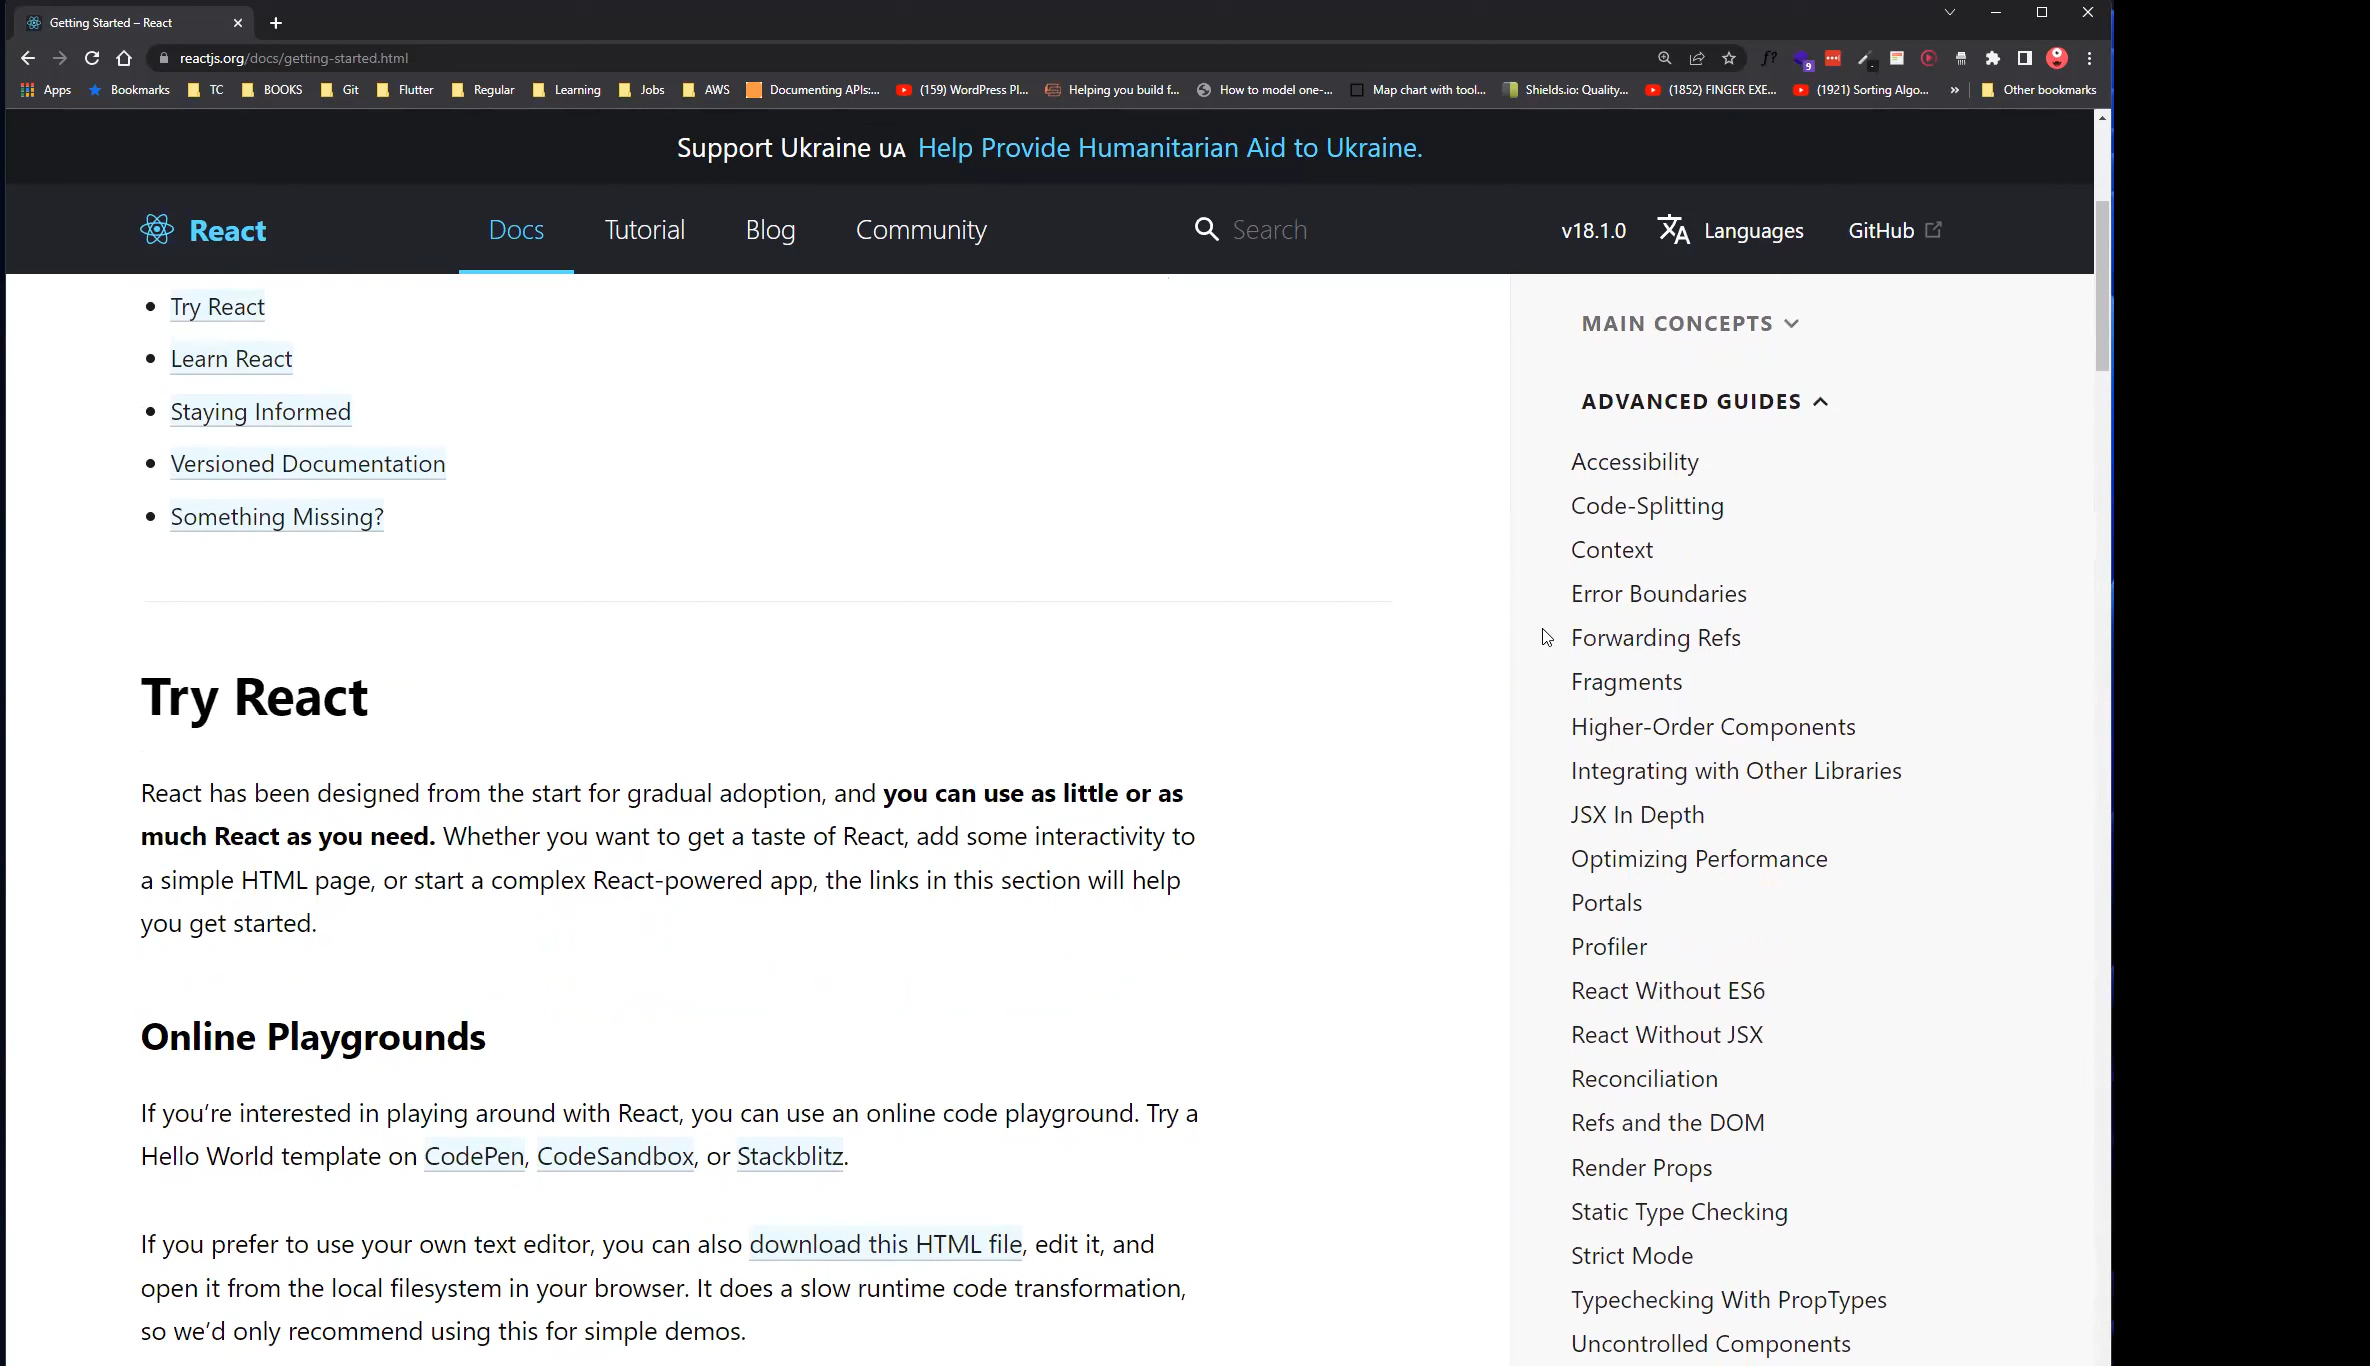 Getting Started – React
reactjs.org/docs/getting-started.html
f?
9
Apps
Bookmarks
TC
BOOKS
Git
Flutter
Regular
Learning
Jobs
AWS
Documenting APIs:...
(159) WordPress Pl...
Helping you build f...
How to model one-...
Map chart with tool...
Shields.io: Quality...
(1852) FINGER EXE...
(1921) Sorting Algo...
»
Other bookmarks
Support Ukraine UA Help Provide Humanitarian Aid to Ukraine.
React
Docs
Tutorial
Blog
Community
Search
v18.1.0
Languages
GitHub
Try React
Learn React
Staying Informed
Versioned Documentation
Something Missing?
Try React
React has been designed from the start for gradual adoption, and you can use as little or as
much React as you need. Whether you want to get a taste of React, add some interactivity to
a simple HTML page, or start a complex React-powered app, the links in this section will help
you get started.
Online Playgrounds
If you’re interested in playing around with React, you can use an online code playground. Try a
Hello World template on CodePen, CodeSandbox, or Stackblitz.
If you prefer to use your own text editor, you can also download this HTML file, edit it, and
open it from the local filesystem in your browser. It does a slow runtime code transformation,
so we’d only recommend using this for simple demos.
MAIN CONCEPTS
ADVANCED GUIDES
Accessibility
Code-Splitting
Context
Error Boundaries
Forwarding Refs
Fragments
Higher-Order Components
Integrating with Other Libraries
JSX In Depth
Optimizing Performance
Portals
Profiler
React Without ES6
React Without JSX
Reconciliation
Refs and the DOM
Render Props
Static Type Checking
Strict Mode
Typechecking With PropTypes
Uncontrolled Components